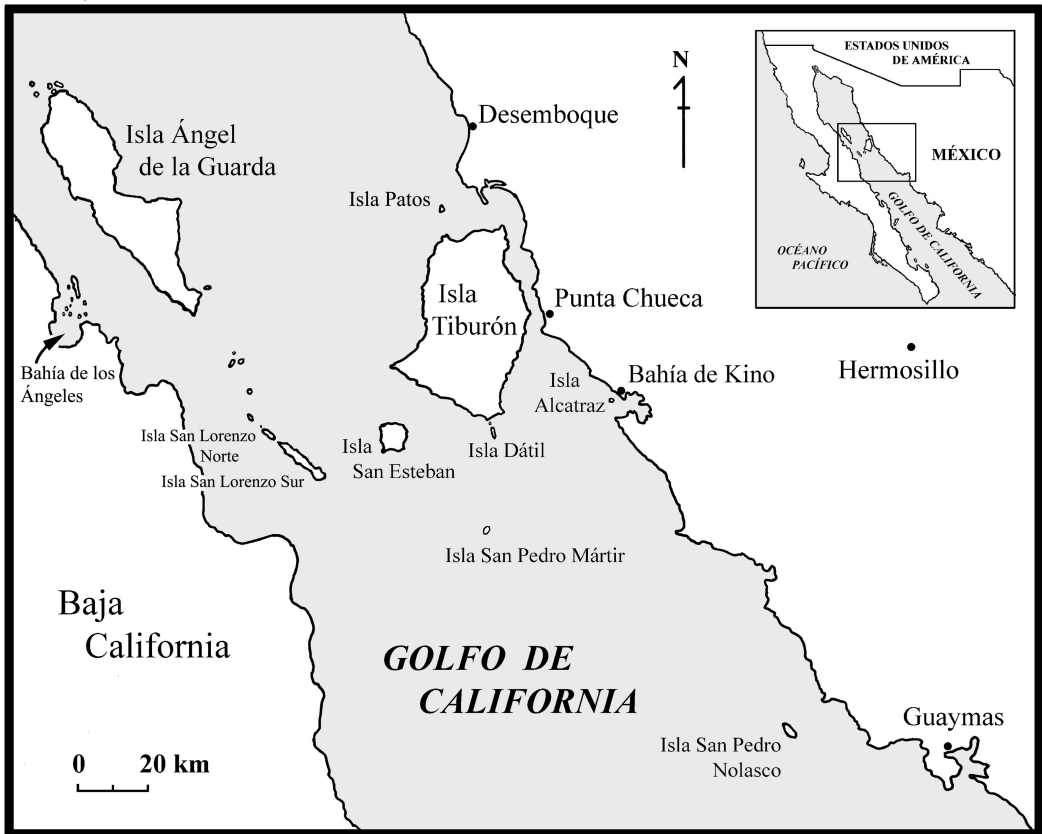 ESTADOS UNIDOS
DE AMÉRICA
MÉXICO
GOLFO DE CALIFORNIA
OCÉANO
PACÍFICO
N
Desemboque
Isla Ángel
de la Guarda
Isla Patos
Isla
Tiburón
Punta Chueca
Hermosillo
Bahía de los
Ángeles
Isla
Alcatraz
Bahía de Kino
Isla San Lorenzo
Norte
Isla San Lorenzo Sur
Isla
San Esteban
Isla Dátil
Isla San Pedro Mártir
Baja
California
GOLFO DE
CALIFORNIA
Isla San Pedro
Nolasco
Guaymas
0 20 km